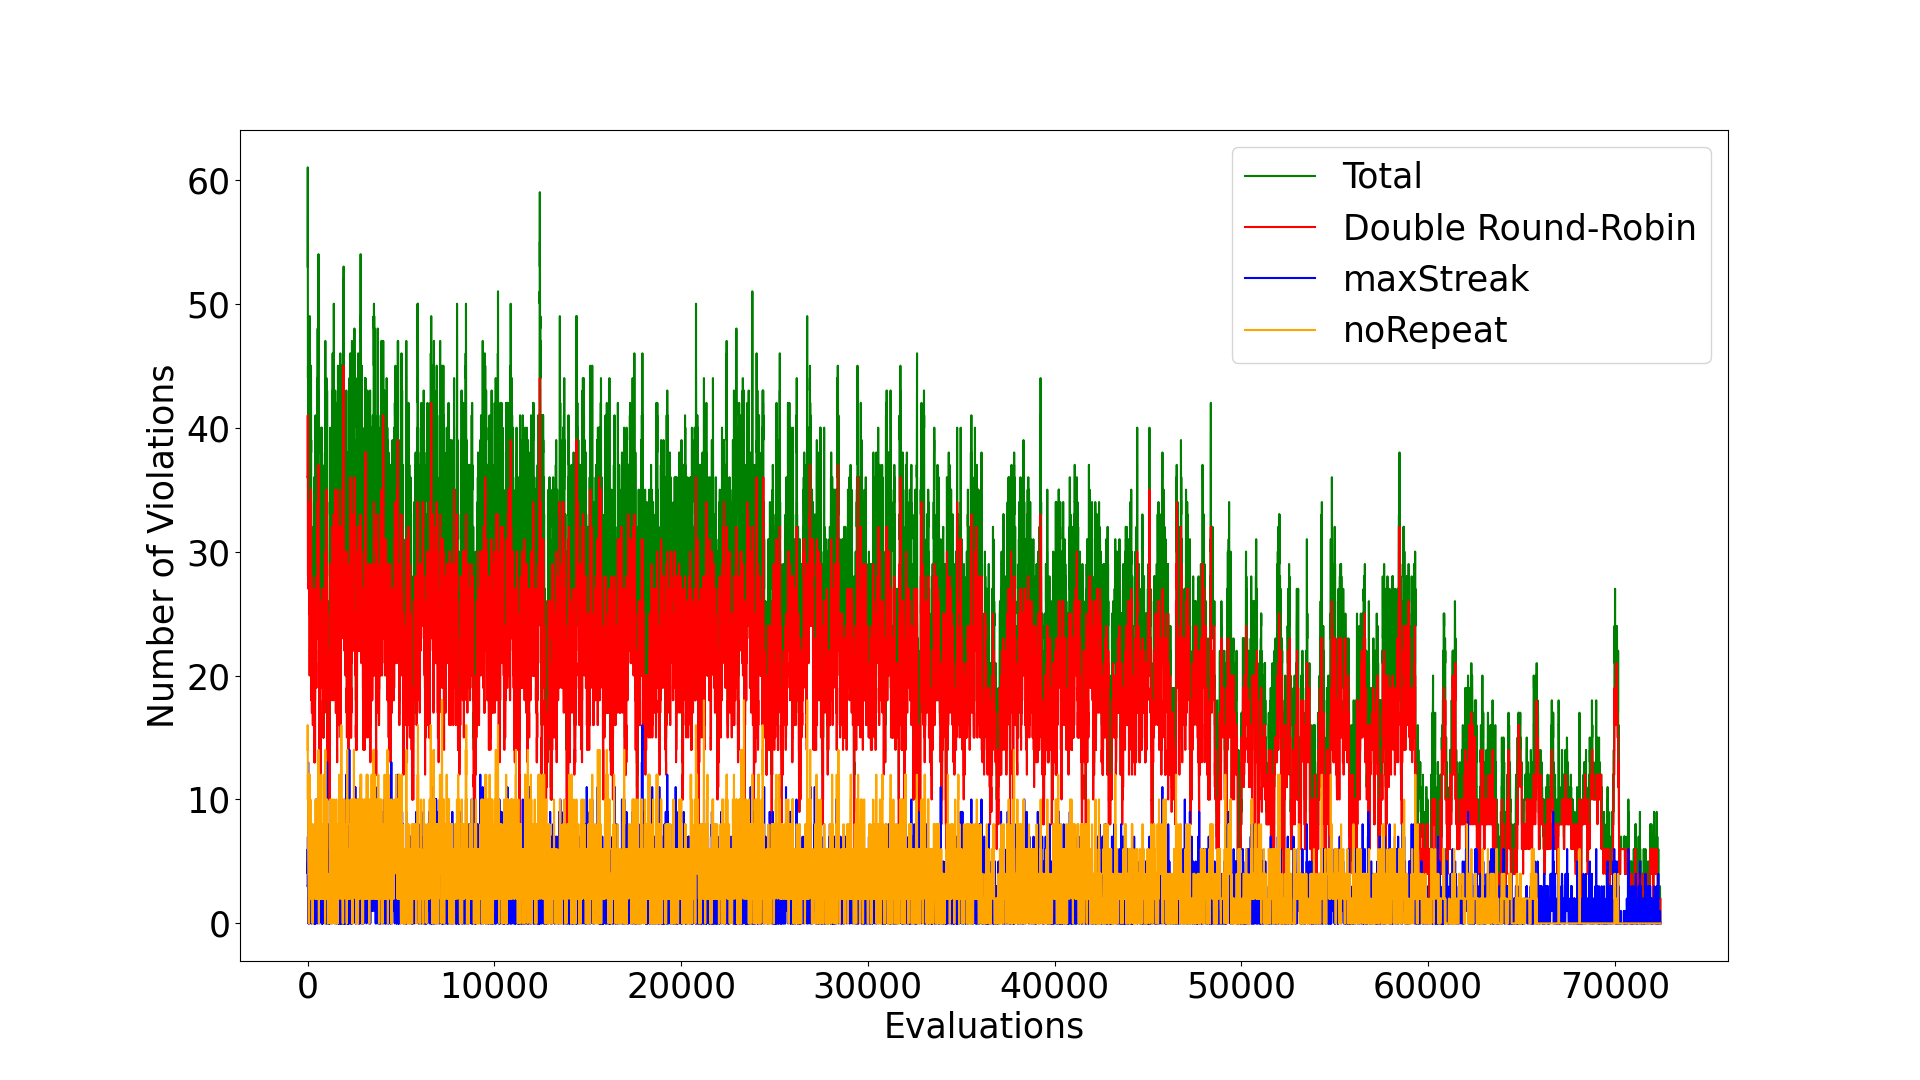 Number of Violations
60
50
40
30
20
10
0
Total
Double Round-Robin
maxStreak
noRepeat
0 10000 20000 30000 40000 50000 60000 70000
Evaluations